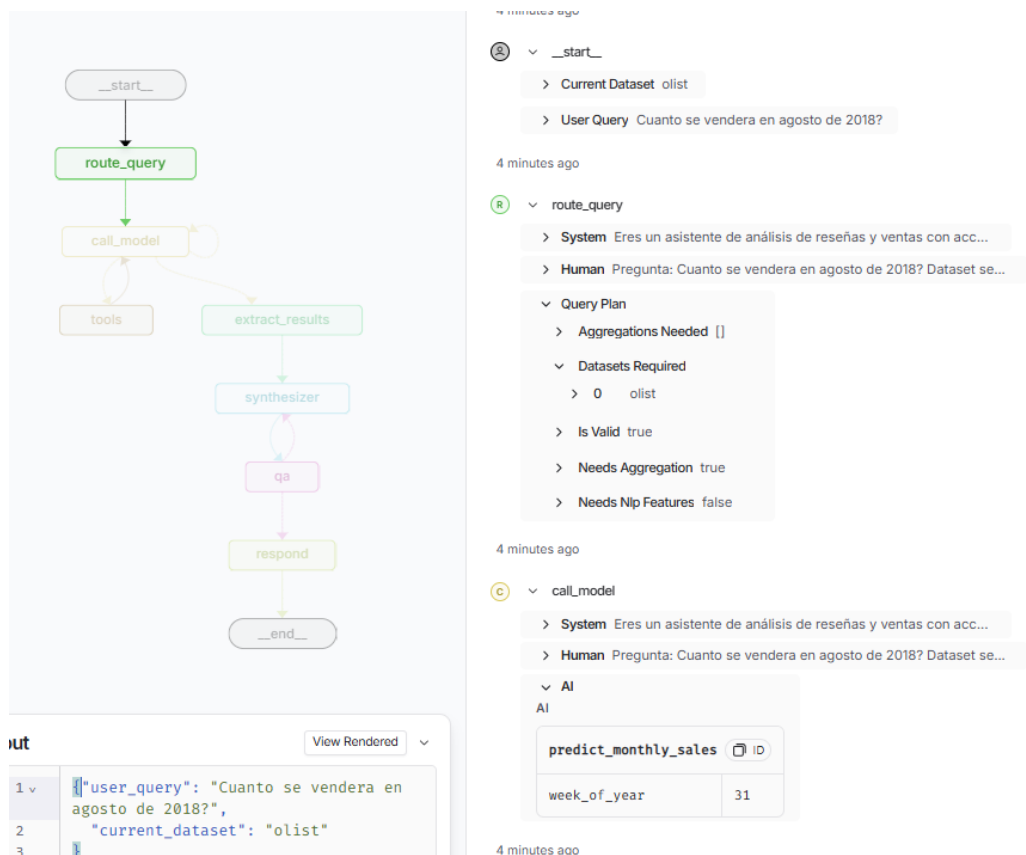 __start__
route_query
call_model
tools
extract_results
synthesizer
qa
respond
__end__
out
View Rendered
1
{"user_query": "Cuanto se vendera en
agosto de 2018?",
2
"current_dataset": "olist"
3
}
4 minutes ago
__start__
Current Dataset olist
User Query Cuanto se vendera en agosto de 2018?
4 minutes ago
R route_query
System Eres un asistente de análisis de reseñas y ventas con acc...
Human Pregunta: Cuanto se vendera en agosto de 2018? Dataset se...
Query Plan
Aggregations Needed []
Datasets Required
0 olist
Is Valid true
Needs Aggregation true
Needs Nlp Features false
4 minutes ago
C call_model
System Eres un asistente de análisis de reseñas y ventas con acc...
Human Pregunta: Cuanto se vendera en agosto de 2018? Dataset se...
AI
AI
predict_monthly_sales ID
week_of_year 31
4 minutes ago